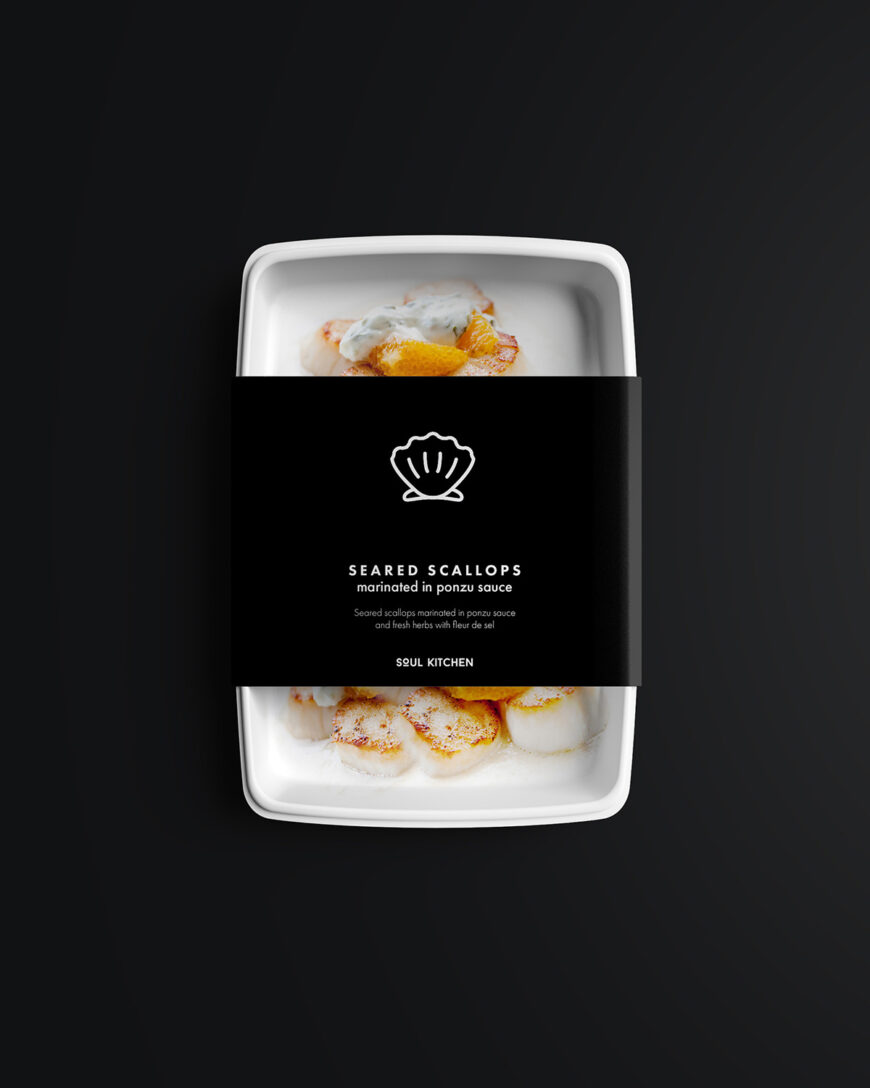 SEARED SCALLOPS
marinated in ponzu sauce
Seared scallops marinated in ponzu sauce
and fresh herbs with fleur de sel
SOUL KITCHEN